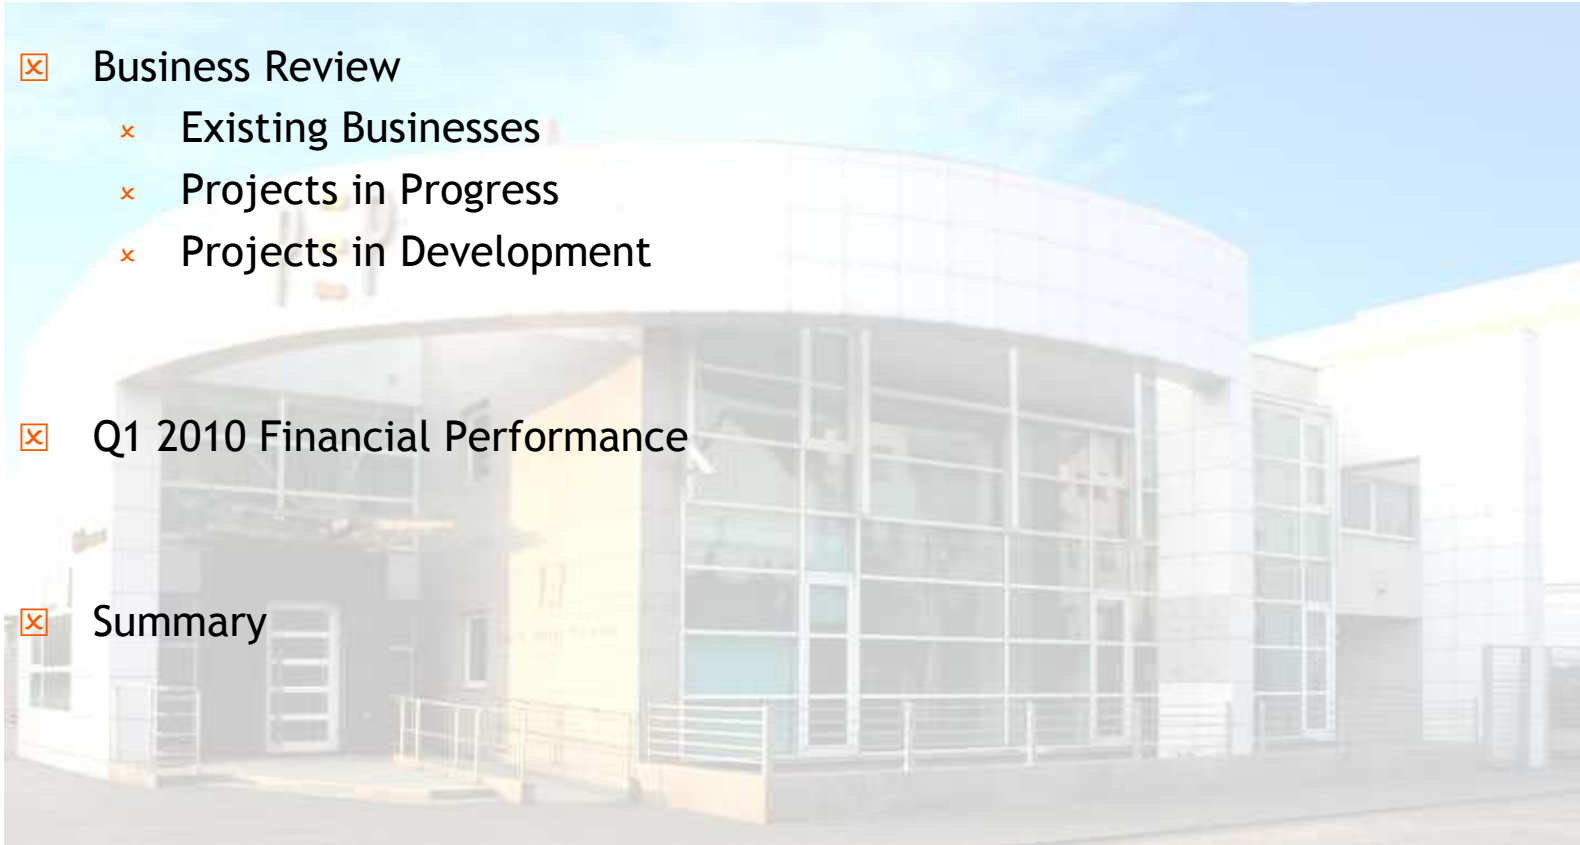 Business Review
Existing Businesses
Projects in Progress
Projects in Development
Q1 2010 Financial Performance
Summary